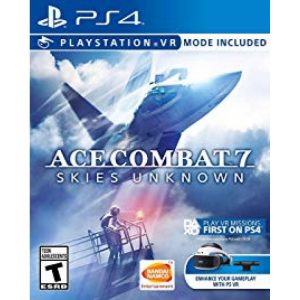 PS4
PLAYSTATION®VR MODE INCLUDED
ACE COMBAT 7
SKIES UNKNOWN
PLAY VR MISSIONS
FIRST ON PS4
TEEN
T
ESRB
BANDAI
NAMCO
Entertainment
ENHANCE YOUR GAMEPLAY
WITH PS VR